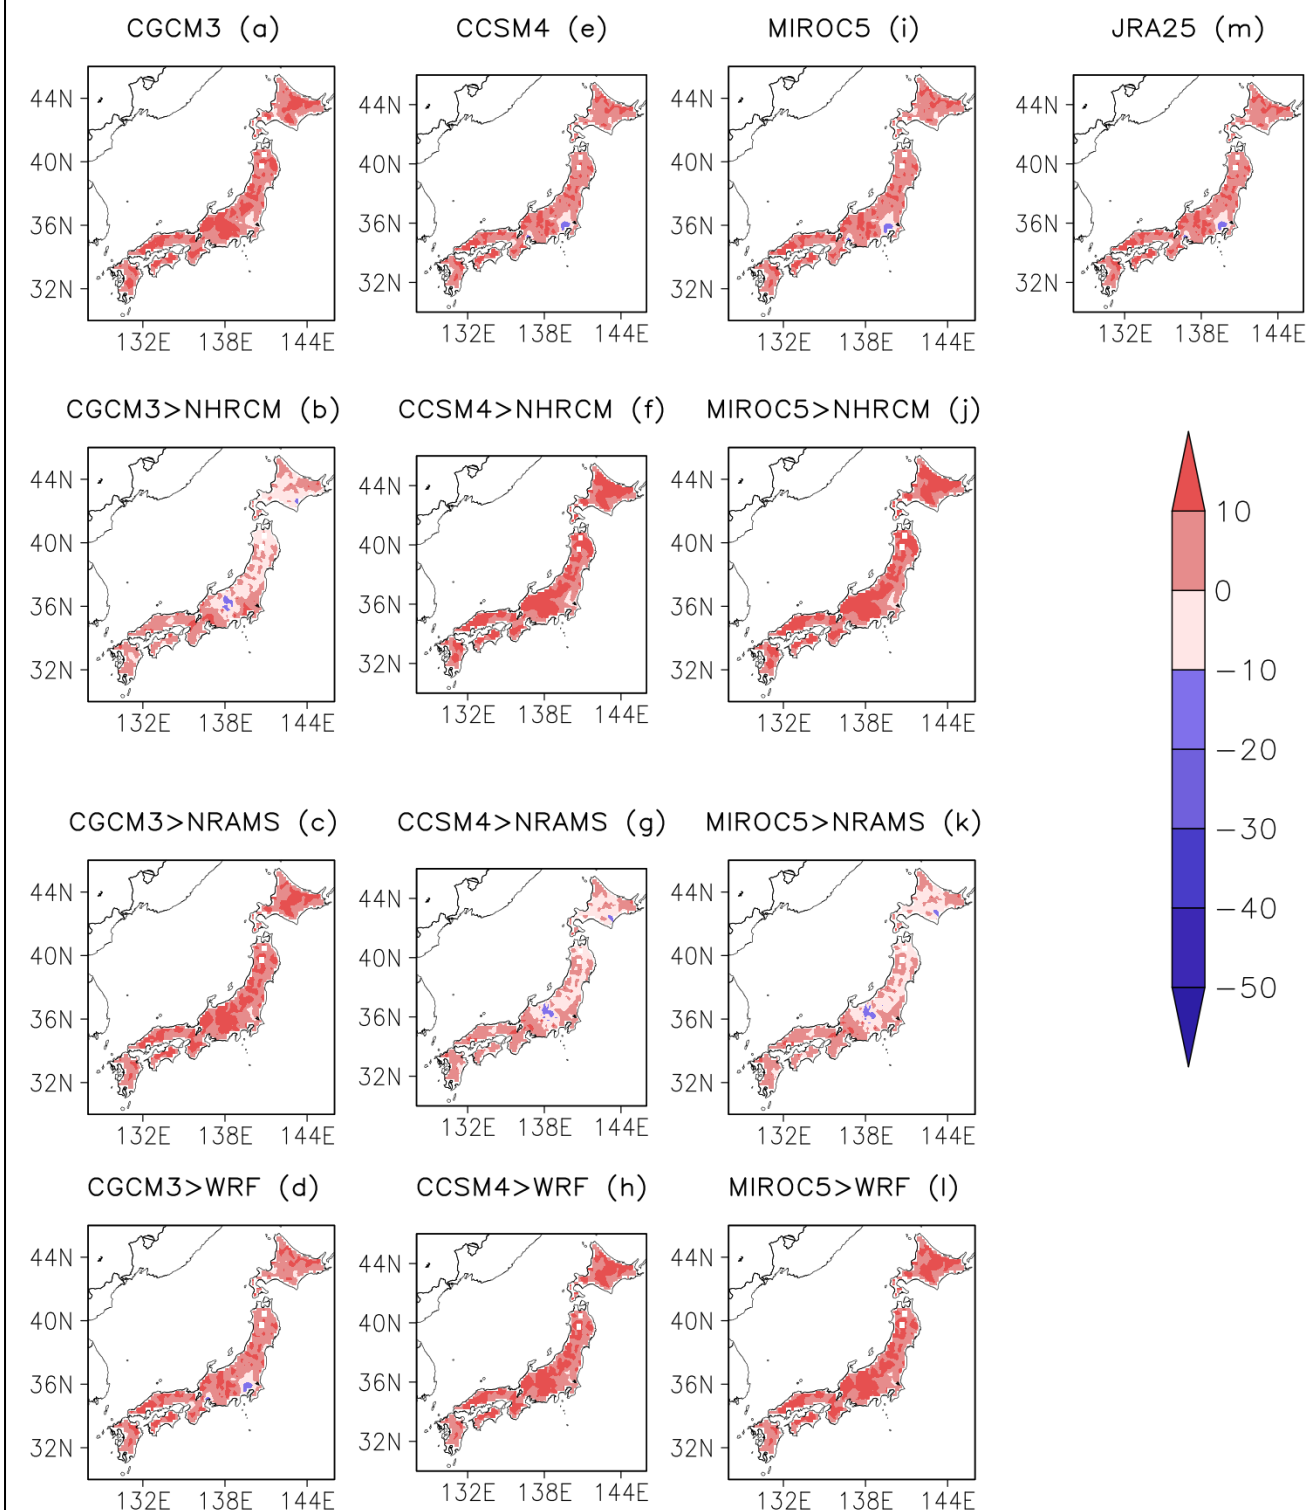 CGCM3 (a)
CCSM4 (e)
MIROC5 (i)
JRA25 (m)
44N
40N
36N
32N
132E 138E 144E
44N
40N
36N
32N
132E 138E 144E
44N
40N
36N
32N
132E 138E 144E
44N
40N
36N
32N
132E 138E 144E
CGCM3>NHRCM (b)
CCSM4>NHRCM (f)
MIROC5>NHRCM (j)
44N
40N
36N
32N
132E 138E 144E
44N
40N
36N
32N
132E 138E 144E
44N
40N
36N
32N
132E 138E 144E
10
0
−10
−20
−30
−40
−50
CGCM3>NRAMS (c)
CCSM4>NRAMS (g)
MIROC5>NRAMS (k)
44N
40N
36N
32N
132E 138E 144E
44N
40N
36N
32N
132E 138E 144E
44N
40N
36N
32N
132E 138E 144E
CGCM3>WRF (d)
CCSM4>WRF (h)
MIROC5>WRF (l)
44N
40N
36N
32N
132E 138E 144E
44N
40N
36N
32N
132E 138E 144E
44N
40N
36N
32N
132E 138E 144E